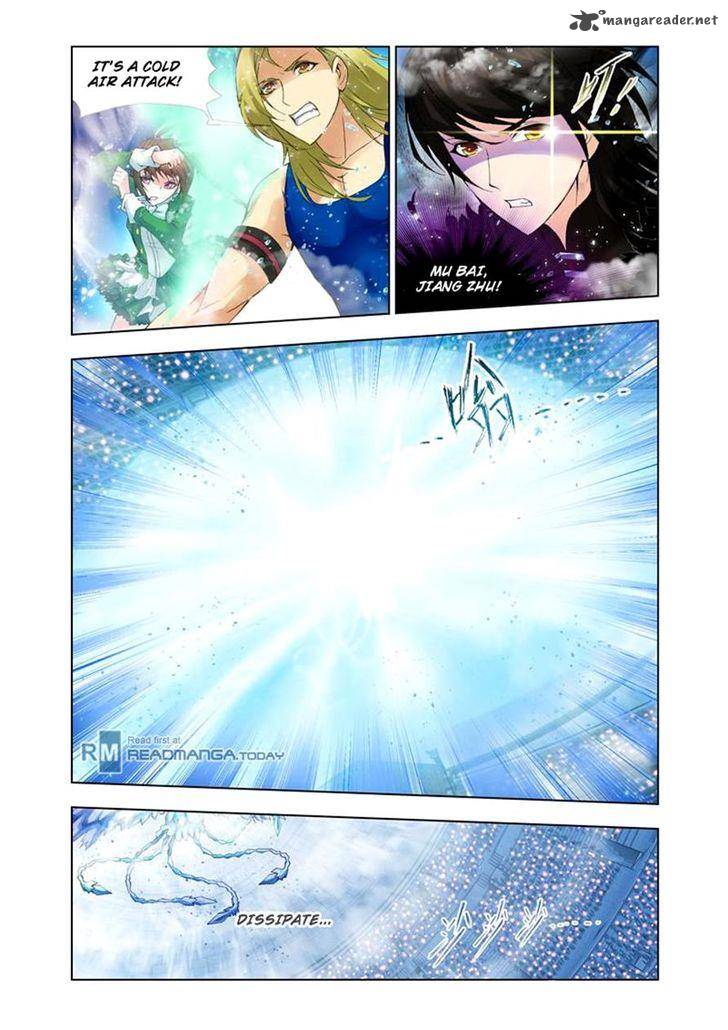 mangareader.net
IT'S A COLD
AIR ATTACK!
叮!
MU BAI,
JIANG ZHU!
嗡
RM
Read first at
READMANGA.TODAY
DISSIPATE...